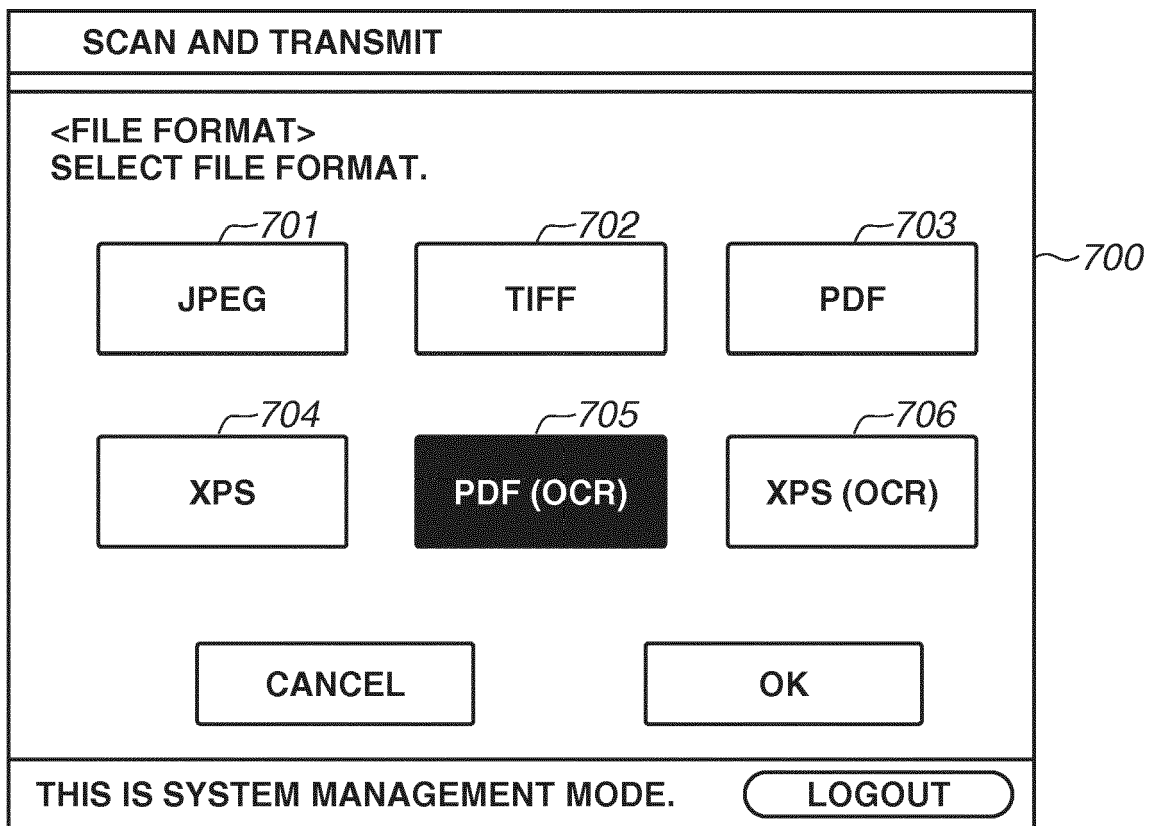 SCAN AND TRANSMIT
<FILE FORMAT>
SELECT FILE FORMAT.
701 702 703
700
JPEG TIFF PDF
704 705 706
XPS PDF (OCR) XPS (OCR)
CANCEL OK
THIS IS SYSTEM MANAGEMENT MODE. LOGOUT